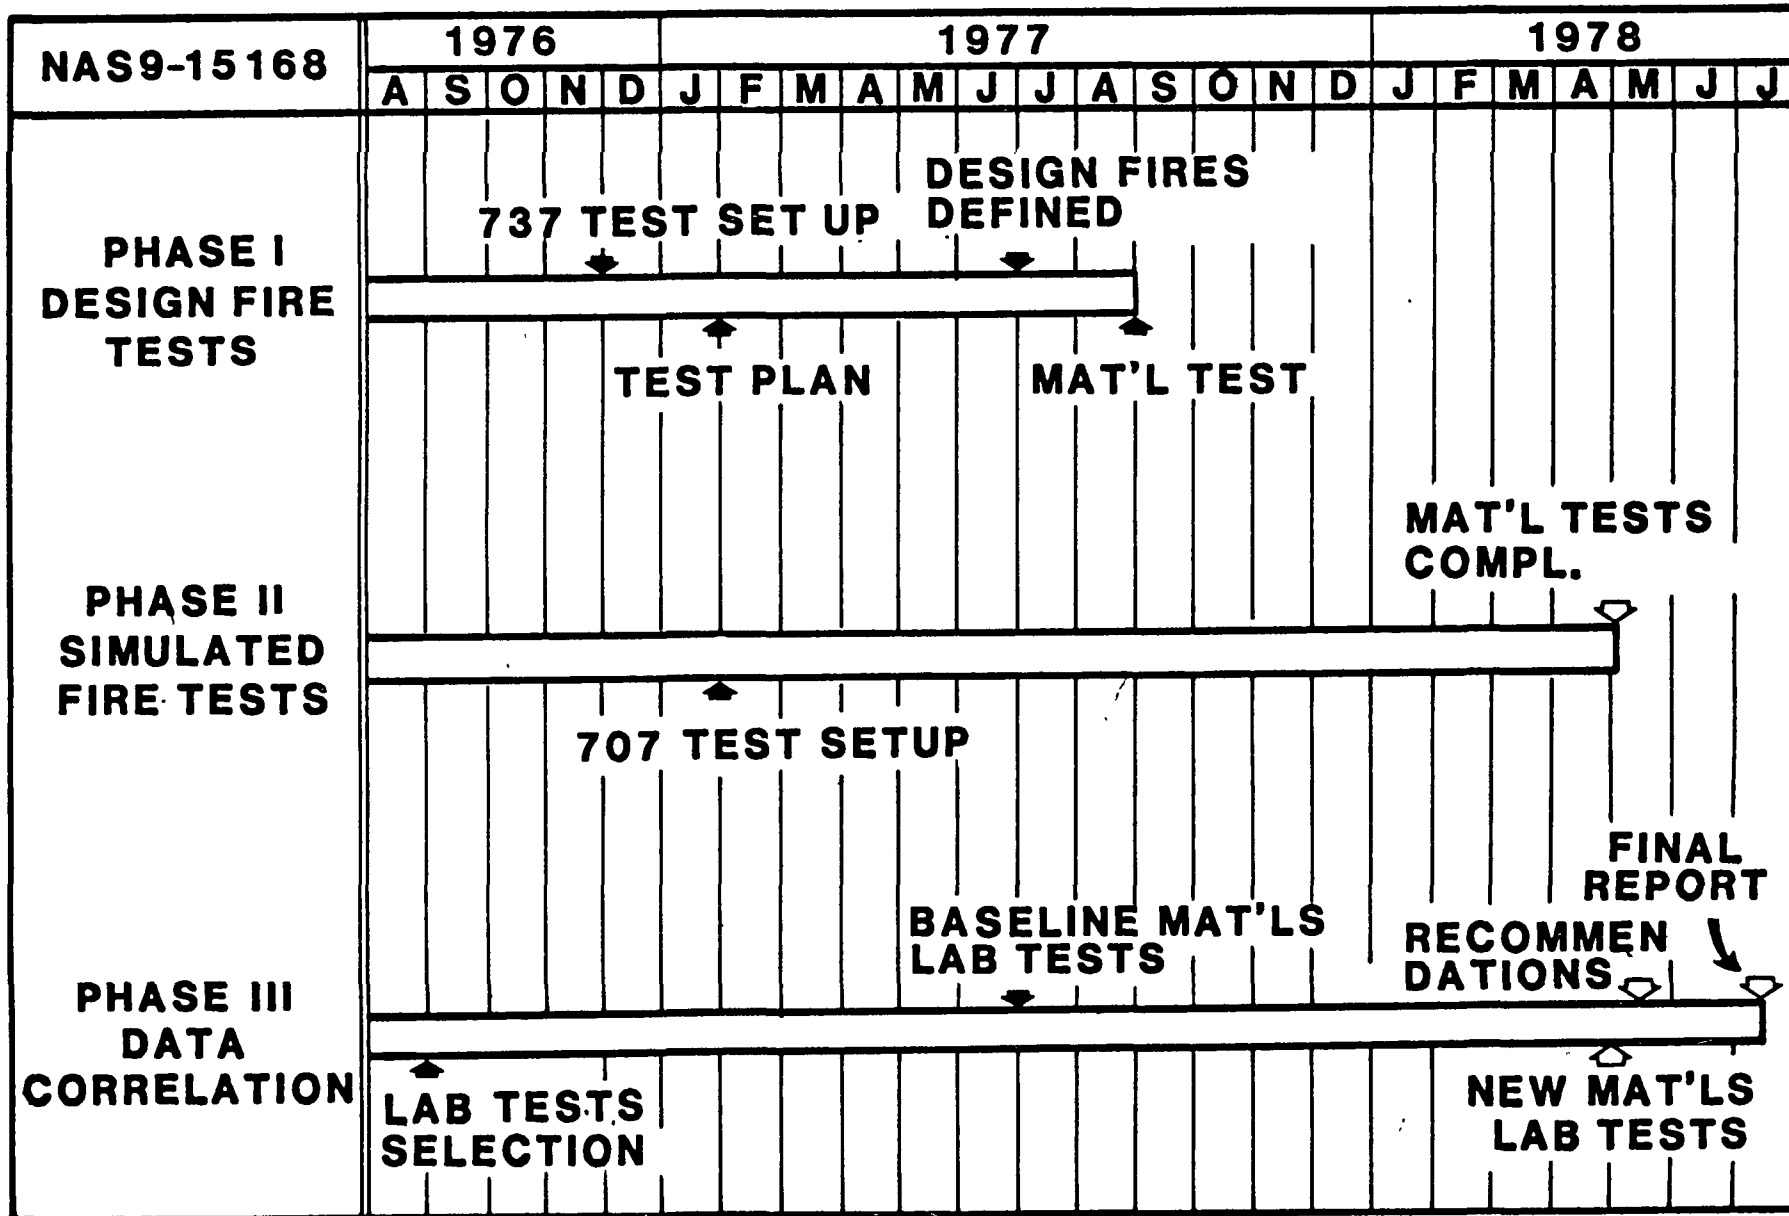 NAS9-15168
1976 1977 1978
A S O N D J F M A M J J A S O N D J F M A M J J
PHASE I
DESIGN FIRE
TESTS
737 TEST SET UP
DESIGN FIRES
DEFINED
TEST PLAN
MAT'L TEST
PHASE II
SIMULATED
FIRE TESTS
MAT'L TESTS
COMPL.
707 TEST SETUP
PHASE III
DATA
CORRELATION
LAB TESTS
SELECTION
BASELINE MAT'LS
LAB TESTS
RECOMMEN
DATIONS
FINAL
REPORT
NEW MAT'LS
LAB TESTS